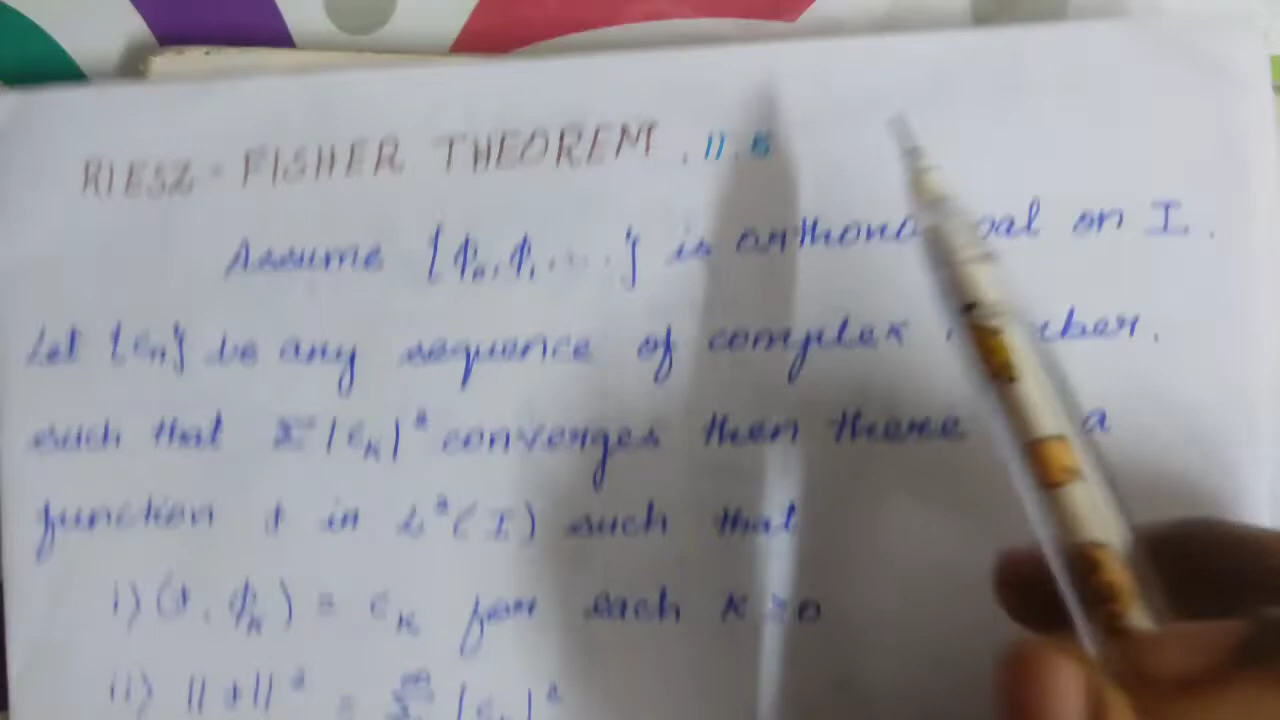 RIESZ - FISHER THEOREM . 11.5
Assume {ϕ₀, ϕ₁, ...} is orthonormal on I.
Let {cₙ} be any sequence of complex number.
such that Σ|cₖ|² converges then there a
function f in L²(I) such that
i) (f, ϕₖ) = cₖ for each k ≥ 0
ii) ||f||² = Σ^∞ |cₖ|²